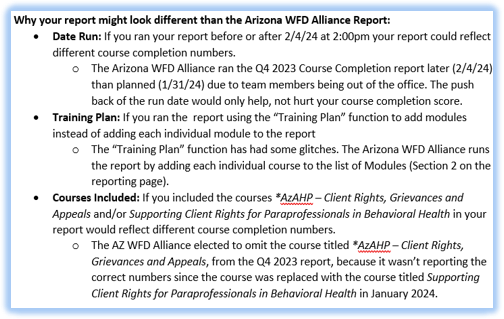 Why your report might look different than the Arizona WFD Alliance Report:
• Date Run: If you ran your report before or after 2/4/24 at 2:00pm your report could reflect
different course completion numbers.
o The Arizona WFD Alliance ran the Q4 2023 Course Completion report later (2/4/24)
than planned (1/31/24) due to team members being out of the office. The push
back of the run date would only help, not hurt your course completion score.
• Training Plan: If you ran the report using the “Training Plan” function to add modules
instead of adding each individual module to the report
o The “Training Plan” function has had some glitches. The Arizona WFD Alliance runs
the report by adding each individual course to the list of Modules (Section 2 on the
reporting page).
• Courses Included: If you included the courses *AzAHP – Client Rights, Grievances and
Appeals and/or Supporting Client Rights for Paraprofessionals in Behavioral Health in your
report would reflect different course completion numbers.
o The AZ WFD Alliance elected to omit the course titled *AzAHP – Client Rights,
Grievances and Appeals, from the Q4 2023 report, because it wasn’t reporting the
correct numbers since the course was replaced with the course titled Supporting
Client Rights for Paraprofessionals in Behavioral Health in January 2024.